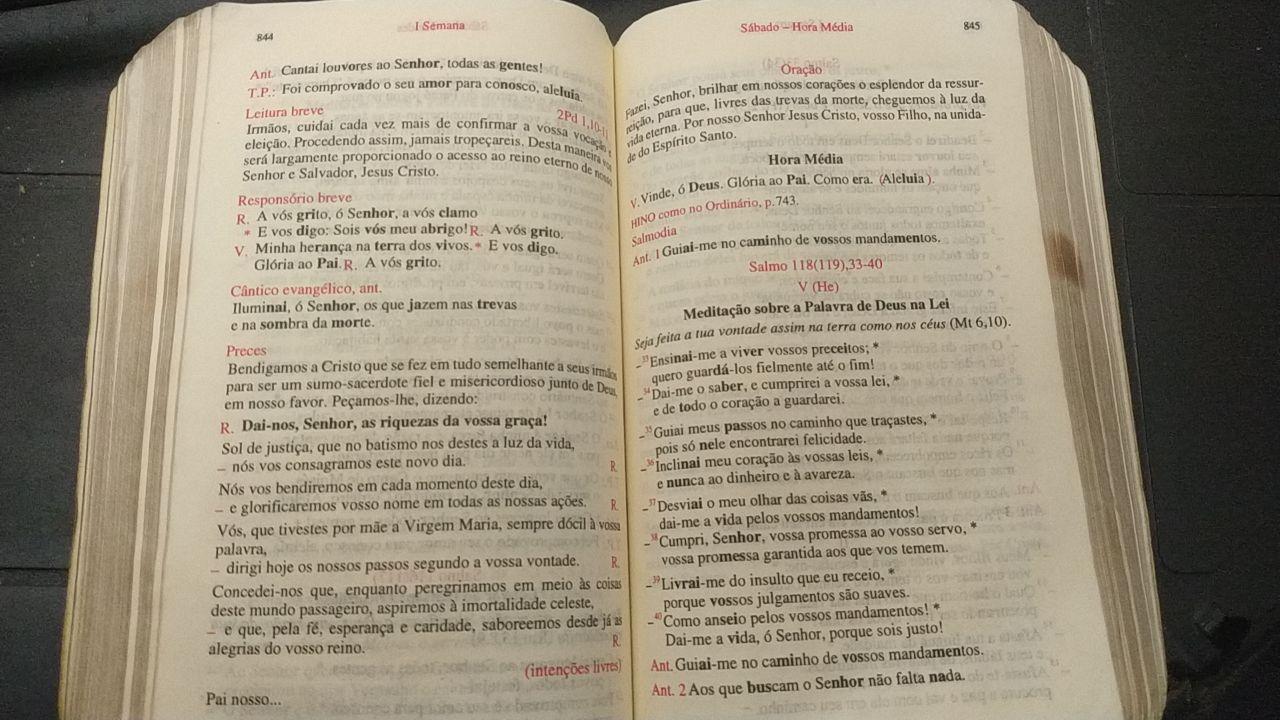 844
I Semana
Ant. Cantai louvores ao Senhor, todas as gentes!
T.P.: Foi comprovado o seu amor para conosco, aleluia.
Leitura breve 2Pd 1,10-11
Irmãos, cuidai cada vez mais de confirmar a vossa vocação e
eleição. Procedendo assim, jamais tropeçareis. Desta maneira vos
será largamente proporcionado o acesso ao reino eterno de nosso
Senhor e Salvador, Jesus Cristo.
Responsório breve
R. A vós grito, ó Senhor, a vós clamo
* E vos digo: Sois vós meu abrigo! R. A vós grito.
V. Minha herança na terra dos vivos. * E vos digo.
Glória ao Pai. R. A vós grito.
Cântico evangélico, ant.
Iluminai, ó Senhor, os que jazem nas trevas
e na sombra da morte.
Preces
Bendigamos a Cristo que se fez em tudo semelhante a seus irmãos
para ser um sumo-sacerdote fiel e misericordioso junto de Deus,
em nosso favor. Peçamos-lhe, dizendo:
R. Dai-nos, Senhor, as riquezas da vossa graça!
Sol de justiça, que no batismo nos destes a luz da vida,
– nós vos consagramos este novo dia. R.
Nós vos bendiremos em cada momento deste dia,
– e glorificaremos vosso nome em todas as nossas ações. R.
Vós, que tivestes por mãe a Virgem Maria, sempre dócil à vossa
palavra,
– dirigi hoje os nossos passos segundo a vossa vontade. R.
Concedei-nos que, enquanto peregrinamos em meio às coisas
deste mundo passageiro, aspiremos à imortalidade celeste,
– e que, pela fé, esperança e caridade, saboreemos desde já as
alegrias do vosso reino. R.
(intenções livres)
Pai nosso...
Sábado – Hora Média
845
Oração
Fazei, Senhor, brilhar em nossos corações o esplendor da ressur-
reição, para que, livres das trevas da morte, cheguemos à luz da
vida eterna. Por nosso Senhor Jesus Cristo, vosso Filho, na unida-
de do Espírito Santo.
Hora Média
V. Vinde, ó Deus. Glória ao Pai. Como era. (Aleluia).
HINO como no Ordinário, p.743.
Salmodia
Ant. 1 Guiai-me no caminho de vossos mandamentos.
Salmo 118(119),33-40
V (He)
Meditação sobre a Palavra de Deus na Lei
Seja feita a tua vontade assim na terra como nos céus (Mt 6,10).
–33 Ensinai-me a viver vossos preceitos; *
quero guardá-los fielmente até o fim!
–34 Dai-me o saber, e cumprirei a vossa lei, *
e de todo o coração a guardarei.
–35 Guiai meus passos no caminho que traçastes, *
pois só nele encontrarei felicidade.
–36 Inclinai meu coração às vossas leis, *
e nunca ao dinheiro e à avareza.
–37 Desviai o meu olhar das coisas vãs, *
dai-me a vida pelos vossos mandamentos!
–38 Cumpri, Senhor, vossa promessa ao vosso servo, *
vossa promessa garantida aos que vos temem.
–39 Livrai-me do insulto que eu receio, *
porque vossos julgamentos são suaves.
–40 Como anseio pelos vossos mandamentos! *
Dai-me a vida, ó Senhor, porque sois justo!
Ant. Guiai-me no caminho de vossos mandamentos.
Ant. 2 Aos que buscam o Senhor não falta nada.